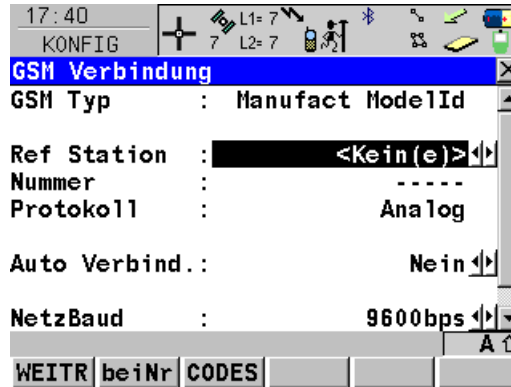 17:40
KONFIG
7
L1= 7
L2= 7
GSM Verbindung
GSM Typ : Manufact ModelId
Ref Station : <Kein(e)>
Nummer : -----
Protokoll : Analog
Auto Verbind.: Nein
NetzBaud : 9600bps
A
WEITR beiNr CODES